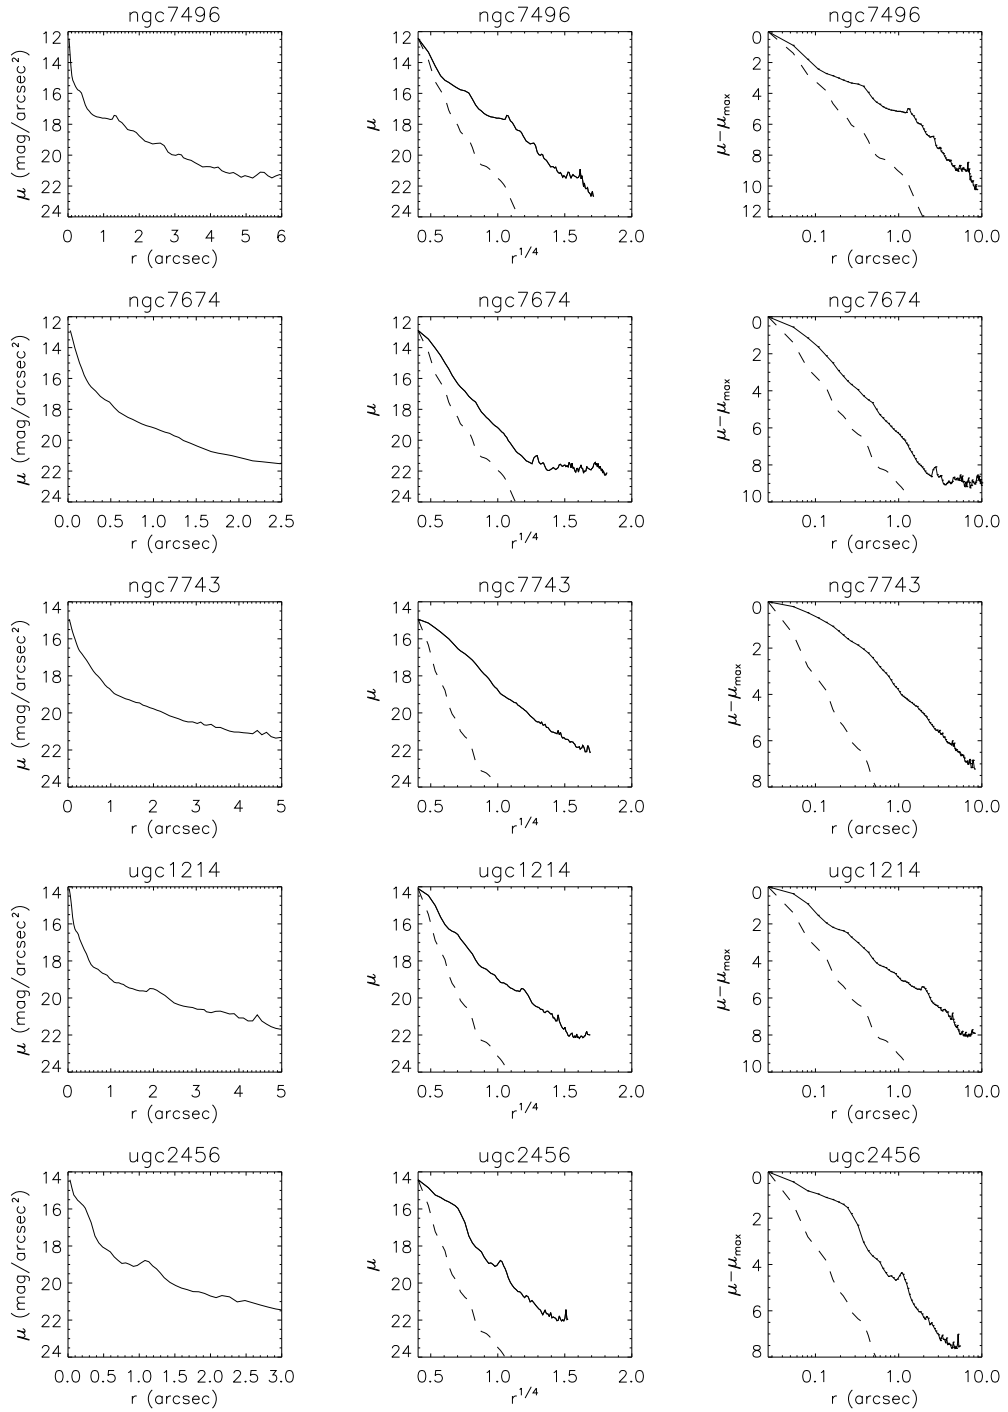 ngc7496 ngc7496 ngc7496
μ (mag/arcsec²) 12 14 16 18 20 22 24
0 1 2 3 4 5 6
r (arcsec)
μ 12 14 16 18 20 22 24
0.5 1.0 1.5 2.0
r^1/4
μ−μmax 0 2 4 6 8 10 12
0.1 1.0 10.0
r (arcsec)
ngc7674 ngc7674 ngc7674
μ (mag/arcsec²) 12 14 16 18 20 22 24
0.0 0.5 1.0 1.5 2.0 2.5
r (arcsec)
μ 12 14 16 18 20 22 24
0.5 1.0 1.5 2.0
r^1/4
μ−μmax 0 2 4 6 8 10
0.1 1.0 10.0
r (arcsec)
ngc7743 ngc7743 ngc7743
μ (mag/arcsec²) 14 16 18 20 22 24
0 1 2 3 4 5
r (arcsec)
μ 14 16 18 20 22 24
0.5 1.0 1.5 2.0
r^1/4
μ−μmax 0 2 4 6 8
0.1 1.0 10.0
r (arcsec)
ugc1214 ugc1214 ugc1214
μ (mag/arcsec²) 14 16 18 20 22 24
0 1 2 3 4 5
r (arcsec)
μ 14 16 18 20 22 24
0.5 1.0 1.5 2.0
r^1/4
μ−μmax 0 2 4 6 8 10
0.1 1.0 10.0
r (arcsec)
ugc2456 ugc2456 ugc2456
μ (mag/arcsec²) 14 16 18 20 22 24
0.0 0.5 1.0 1.5 2.0 2.5 3.0
r (arcsec)
μ 14 16 18 20 22 24
0.5 1.0 1.5 2.0
r^1/4
μ−μmax 0 2 4 6 8
0.1 1.0 10.0
r (arcsec)